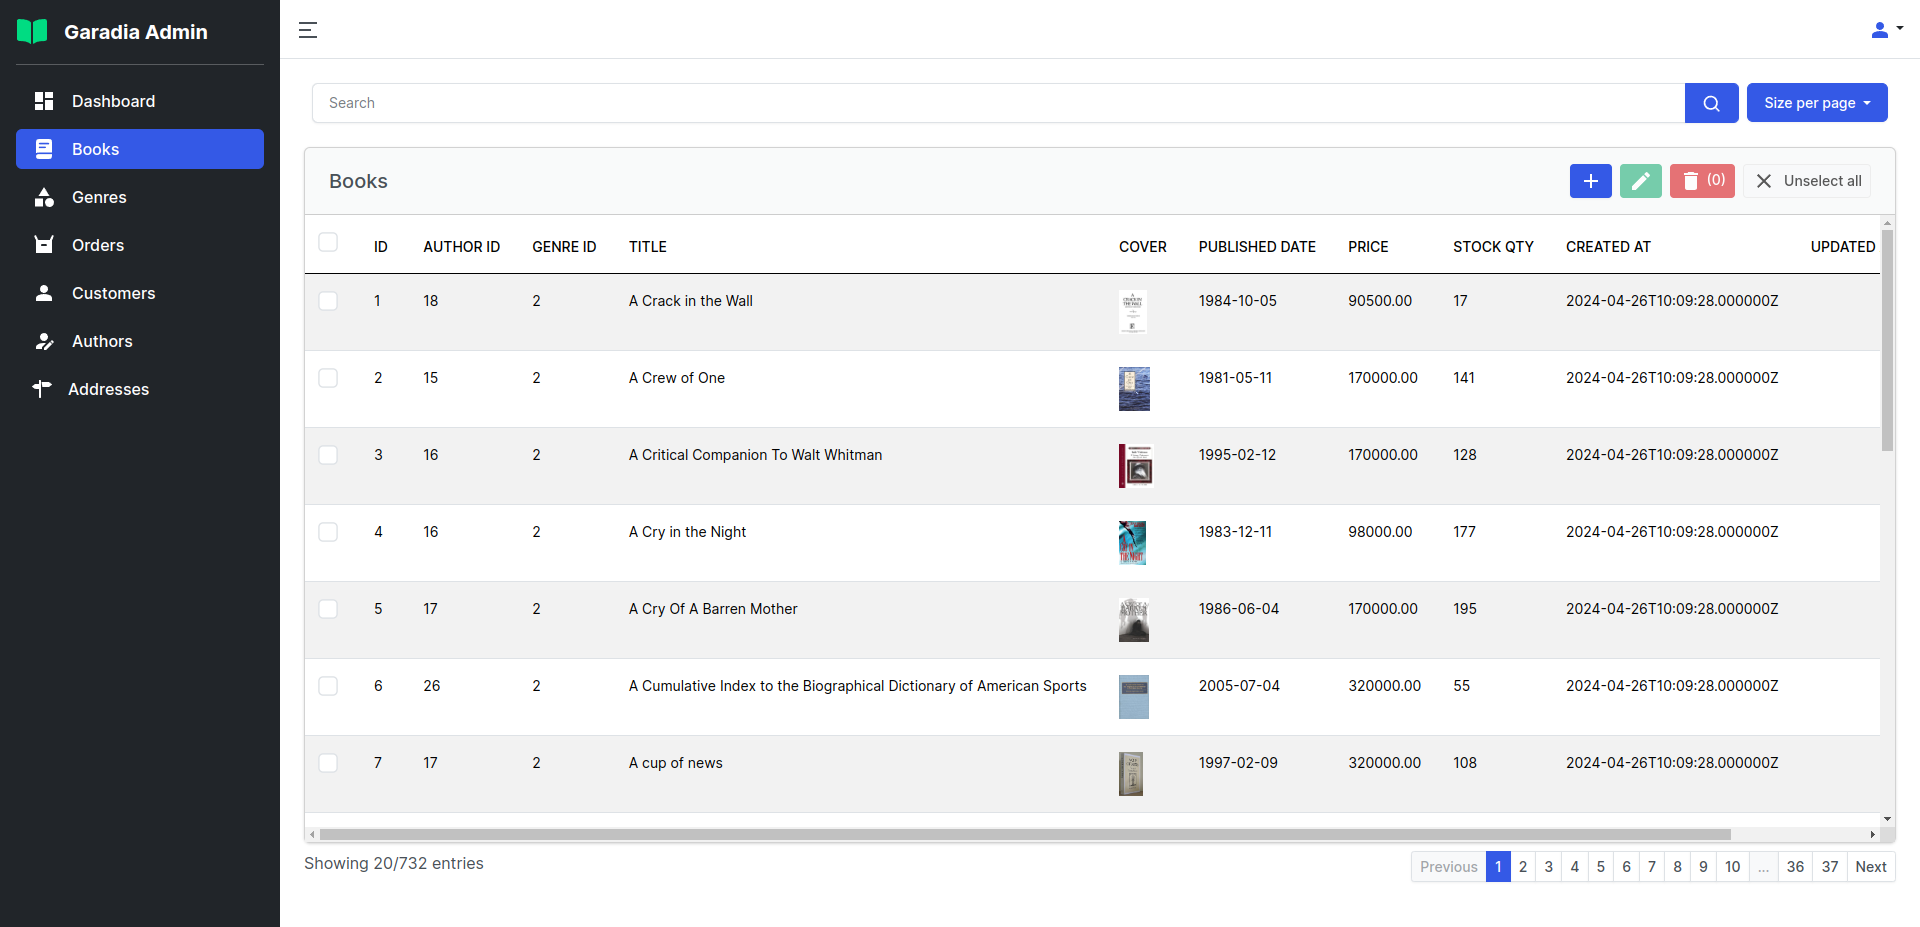 Garadia Admin
Dashboard
Books
Genres
Orders
Customers
Authors
Addresses
Search
Size per page
Books
(0)
Unselect all
ID AUTHOR ID GENRE ID TITLE COVER PUBLISHED DATE PRICE STOCK QTY CREATED AT UPDATED
1 18 2 A Crack in the Wall 1984-10-05 90500.00 17 2024-04-26T10:09:28.000000Z
2 15 2 A Crew of One 1981-05-11 170000.00 141 2024-04-26T10:09:28.000000Z
3 16 2 A Critical Companion To Walt Whitman 1995-02-12 170000.00 128 2024-04-26T10:09:28.000000Z
4 16 2 A Cry in the Night 1983-12-11 98000.00 177 2024-04-26T10:09:28.000000Z
5 17 2 A Cry Of A Barren Mother 1986-06-04 170000.00 195 2024-04-26T10:09:28.000000Z
6 26 2 A Cumulative Index to the Biographical Dictionary of American Sports 2005-07-04 320000.00 55 2024-04-26T10:09:28.000000Z
7 17 2 A cup of news 1997-02-09 320000.00 108 2024-04-26T10:09:28.000000Z
Showing 20/732 entries
Previous 1 2 3 4 5 6 7 8 9 10 ... 36 37 Next